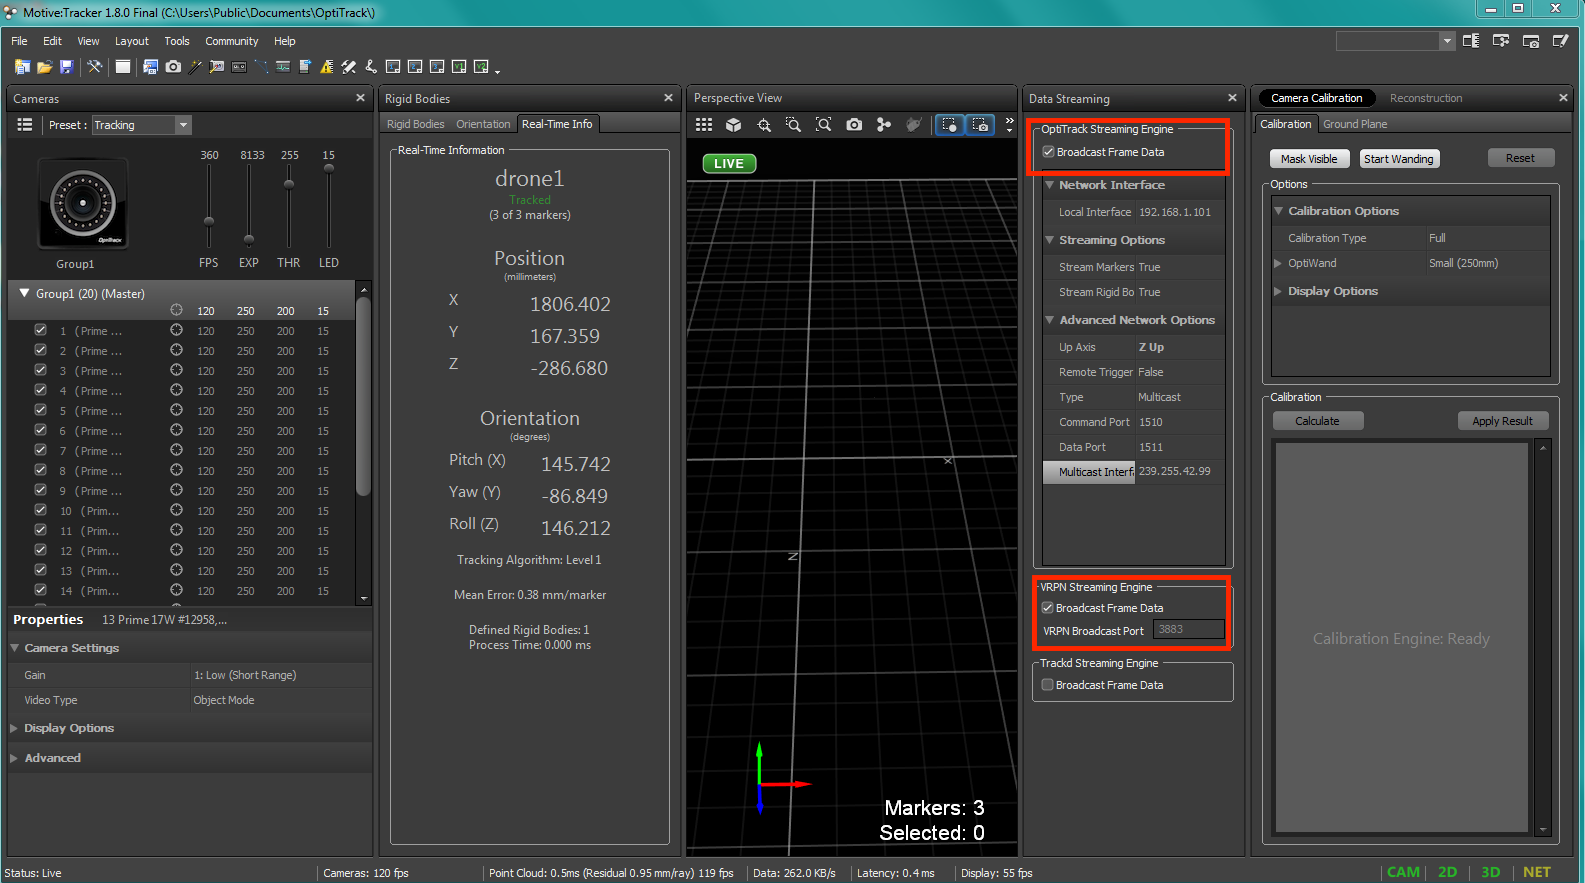 Motive:Tracker 1.8.0 Final (C:\Users\Public\Documents\OptiTrack\)
File Edit View Layout Tools Community Help
Cameras
Preset : Tracking
360 8133 255 15
OptiTrack
Group1
FPS EXP THR LED
Group1 (20) (Master)
120 250 200 15
1 (Prime ... 120 250 200 15
2 (Prime ... 120 250 200 15
3 (Prime ... 120 250 200 15
4 (Prime ... 120 250 200 15
5 (Prime ... 120 250 200 15
6 (Prime ... 120 250 200 15
7 (Prime ... 120 250 200 15
8 (Prime ... 120 250 200 15
9 (Prime ... 120 250 200 15
10 (Prim... 120 250 200 15
11 (Prim... 120 250 200 15
12 (Prim... 120 250 200 15
13 (Prim... 120 250 200 15
14 (Prim... 120 250 200 15
Properties 13 Prime 17W #12958,...
Camera Settings
Gain 1: Low (Short Range)
Video Type Object Mode
Display Options
Advanced
Rigid Bodies
Rigid Bodies Orientation Real-Time Info
Real-Time Information
drone1
Tracked
(3 of 3 markers)
Position
(millimeters)
X 1806.402
Y 167.359
Z -286.680
Orientation
(degrees)
Pitch (X) 145.742
Yaw (Y) -86.849
Roll (Z) 146.212
Tracking Algorithm: Level 1
Mean Error: 0.38 mm/marker
Defined Rigid Bodies: 1
Process Time: 0.000 ms
Perspective View
LIVE
X
Z
Markers: 3
Selected: 0
Data Streaming
OptiTrack Streaming Engine
Broadcast Frame Data
Network Interface
Local Interface 192.168.1.101
Streaming Options
Stream Markers True
Stream Rigid Bo True
Advanced Network Options
Up Axis Z Up
Remote Trigger False
Type Multicast
Command Port 1510
Data Port 1511
Multicast Interfa 239.255.42.99
VRPN Streaming Engine
Broadcast Frame Data
VRPN Broadcast Port 3883
Trackd Streaming Engine
Broadcast Frame Data
Camera Calibration Reconstruction
Calibration Ground Plane
Mask Visible Start Wanding Reset
Options
Calibration Options
Calibration Type Full
OptiWand Small (250mm)
Display Options
Calibration
Calculate Apply Result
Calibration Engine: Ready
Status: Live Cameras: 120 fps Point Cloud: 0.5ms (Residual 0.95 mm/ray) 119 fps Data: 262.0 KB/s Latency: 0.4 ms Display: 55 fps CAM 2D 3D NET